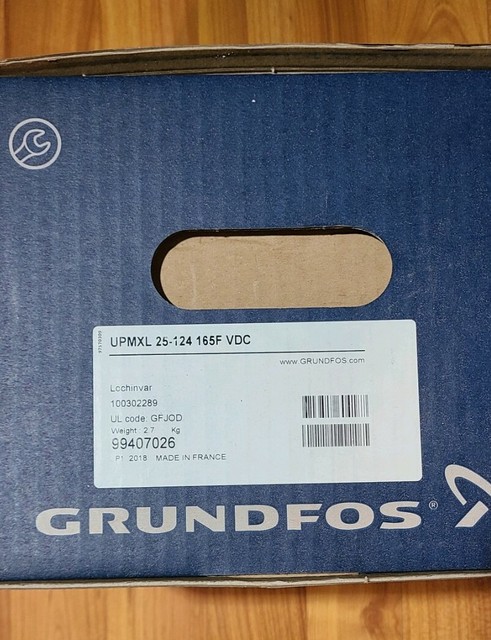 UPMXL 25-124 165F VDC
www.GRUNDFOS.com
Lochinvar
100302289
UL code: GFJOD
Weight: 2.7 Kg
99407026
P1 2018 MADE IN FRANCE
GRUNDFOS®